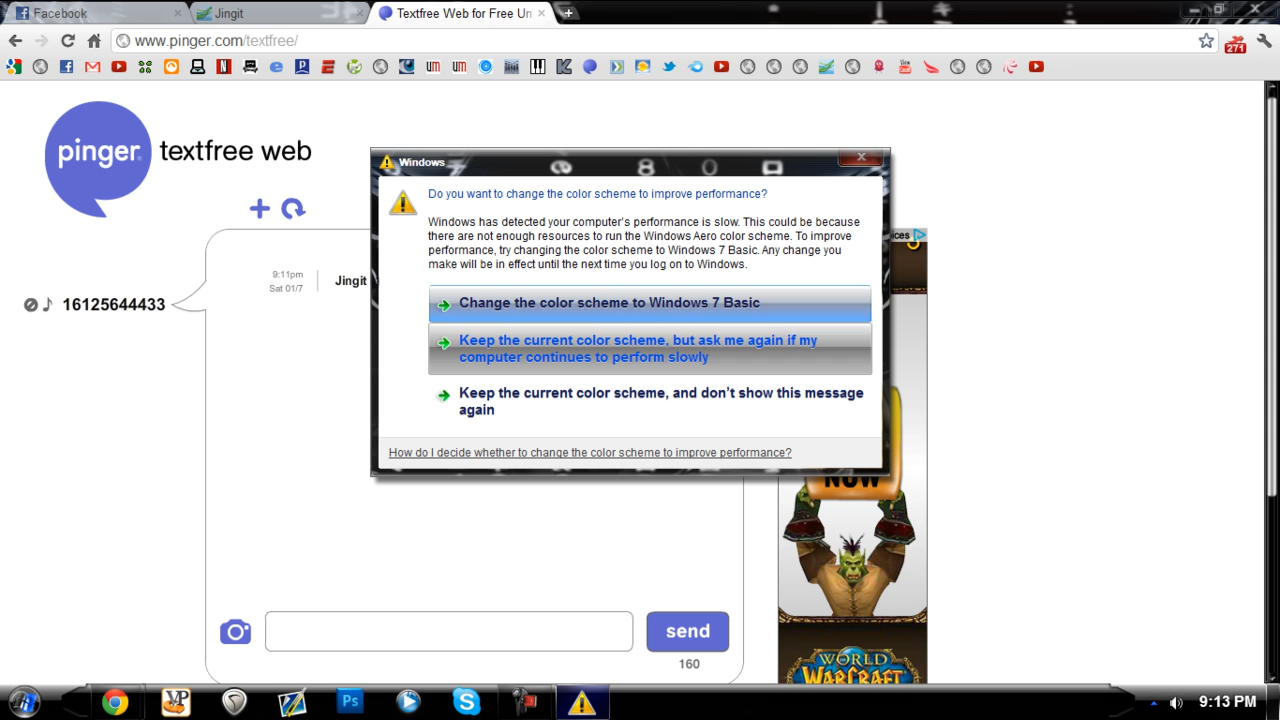 Facebook
Jingit
Textfree Web for Free Un
www.pinger.com/textfree/
271
pinger
textfree web
Windows
Do you want to change the color scheme to improve performance?
Windows has detected your computer's performance is slow. This could be because
there are not enough resources to run the Windows Aero color scheme. To improve
performance, try changing the color scheme to Windows 7 Basic. Any change you
make will be in effect until the next time you log on to Windows.
Change the color scheme to Windows 7 Basic
Keep the current color scheme, but ask me again if my
computer continues to perform slowly
Keep the current color scheme, and don't show this message
again
How do I decide whether to change the color scheme to improve performance?
oices
9:11pm
Sat 01/7
Jingit
16125644433
NOW
send
160
WORLD
WARCRAFT
Ps
9:13 PM